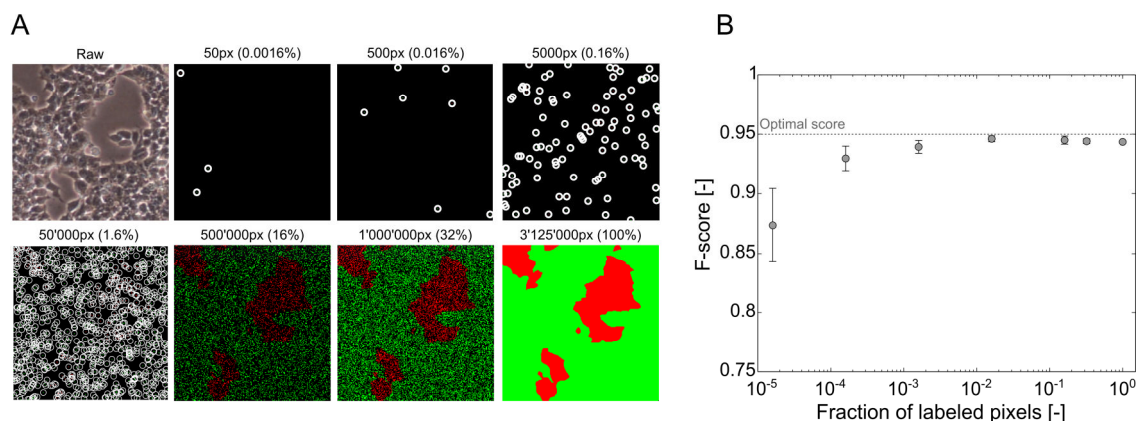 A
Raw
50px (0.0016%)
500px (0.016%)
5000px (0.16%)
50'000px (1.6%)
500'000px (16%)
1'000'000px (32%)
3'125'000px (100%)
B
1
0.95
0.9
0.85
0.8
0.75
F-score [-]
Optimal score
10⁻⁵
10⁻⁴
10⁻³
10⁻²
10⁻¹
10⁰
Fraction of labeled pixels [-]